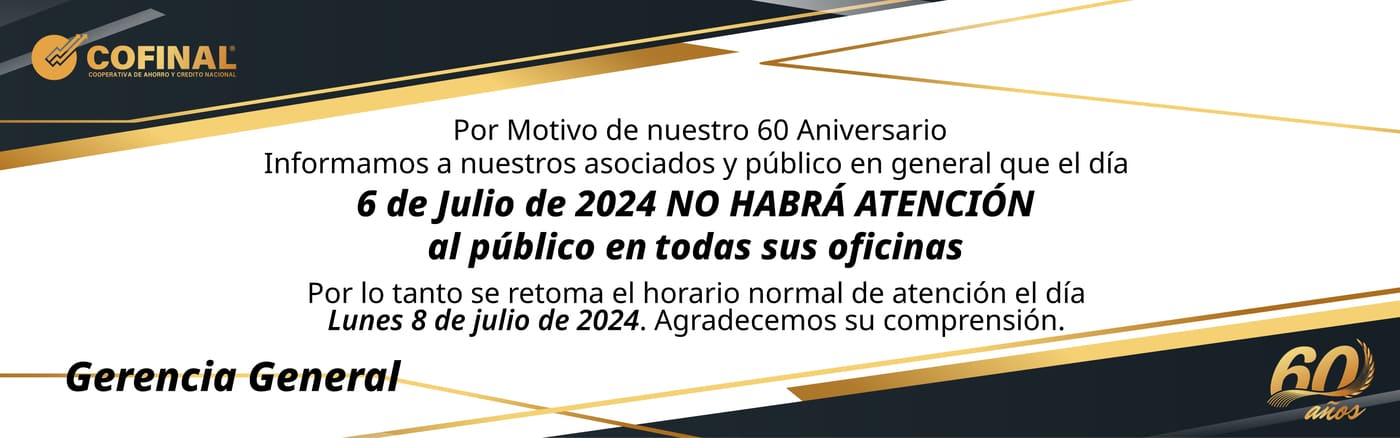 COFINAL®
COOPERATIVA DE AHORRO Y CREDITO NACIONAL
Por Motivo de nuestro 60 Aniversario
Informamos a nuestros asociados y público en general que el día
6 de Julio de 2024 NO HABRÁ ATENCIÓN
al público en todas sus oficinas
Por lo tanto se retoma el horario normal de atención el día
Lunes 8 de julio de 2024. Agradecemos su comprensión.
Gerencia General
60
años